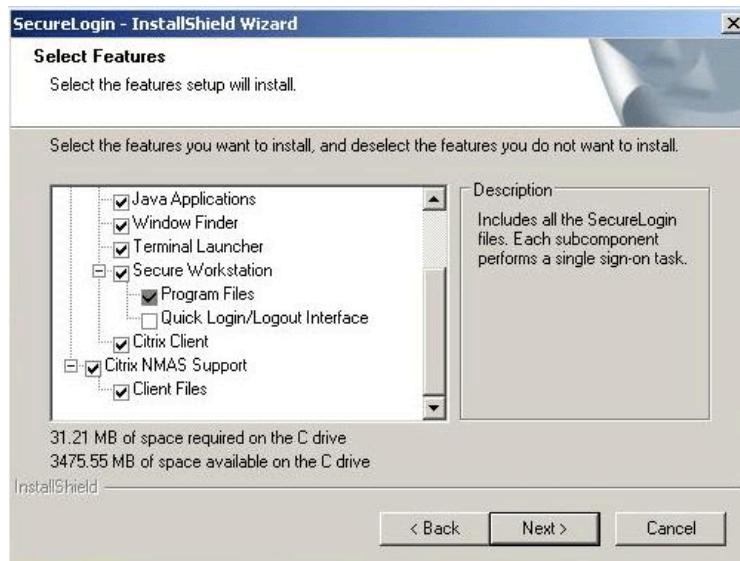 SecureLogin - InstallShield Wizard
Select Features
Select the features setup will install.
Select the features you want to install, and deselect the features you do not want to install.
Java Applications
Window Finder
Terminal Launcher
Secure Workstation
Program Files
Quick Login/Logout Interface
Citrix Client
Citrix NMAS Support
Client Files
Description
Includes all the SecureLogin
files. Each subcomponent
performs a single sign-on task.
31.21 MB of space required on the C drive
3475.55 MB of space available on the C drive
InstallShield
< Back
Next >
Cancel